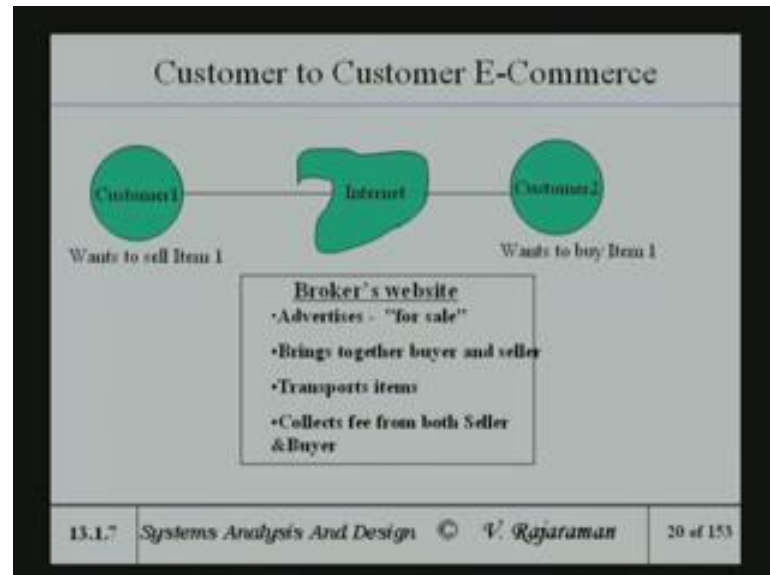 Customer to Customer E-Commerce
Customer1
Internet
Customer2
Wants to sell Item 1
Wants to buy Item 1
Broker's website
•Advertises - "for sale"
•Brings together buyer and seller
•Transports items
•Collects fee from both Seller
&Buyer
13.1.7 Systems Analysis And Design © V. Rajaraman 20 of 153